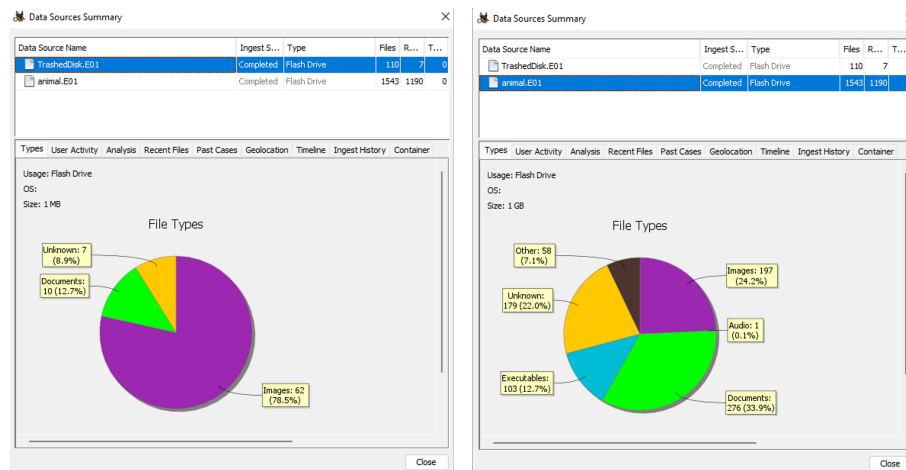 Data Sources Summary
Data Source Name Ingest S... Type Files R... T...
TrashedDisk.E01 Completed Flash Drive 110 7 0
animal.E01 Completed Flash Drive 1543 1190 0
Types User Activity Analysis Recent Files Past Cases Geolocation Timeline Ingest History Container
Usage: Flash Drive
OS:
Size: 1 MB
File Types
Unknown: 7
(8.9%)
Documents:
10 (12.7%)
Images: 62
(78.5%)
Close
Data Sources Summary
Data Source Name Ingest S... Type Files R... T...
TrashedDisk.E01 Completed Flash Drive 110 7
animal.E01 Completed Flash Drive 1543 1190
Types User Activity Analysis Recent Files Past Cases Geolocation Timeline Ingest History Container
Usage: Flash Drive
OS:
Size: 1 GB
File Types
Other: 58
(7.1%)
Images: 197
(24.2%)
Unknown:
179 (22.0%)
Audio: 1
(0.1%)
Executables:
103 (12.7%)
Documents:
276 (33.9%)
Close